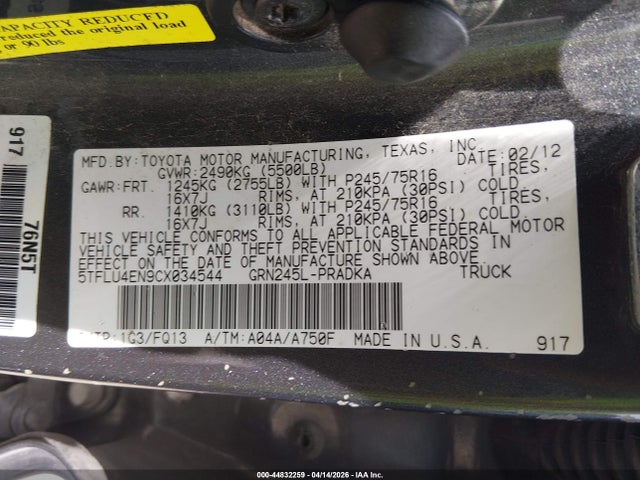 CAPACITY REDUCED
reduced the original load
or 90 lbs
917
76N5T
MFD. BY: TOYOTA MOTOR MANUFACTURING, TEXAS, INC.
GVWR: 2490KG (5500LB) DATE: 02/12
GAWR: FRT. 1245KG (2755LB) WITH P245/75R16 TIRES,
16X7J RIMS, AT 210KPA (30PSI) COLD.
RR. 1410KG (3110LB) WITH P245/75R16 TIRES,
16X7J RIMS, AT 210KPA (30PSI) COLD.
THIS VEHICLE CONFORMS TO ALL APPLICABLE FEDERAL MOTOR
VEHICLE SAFETY AND THEFT PREVENTION STANDARDS IN
EFFECT ON THE DATE OF MANUFACTURE SHOWN ABOVE.
5TFLU4EN9CX034544 GRN245L-PRADKA TRUCK
C/TR: 1G3/FQ13 A/TM: A04A/A750F MADE IN U.S.A.
917
000-44832259 - 04/14/2026 - IAA Inc.